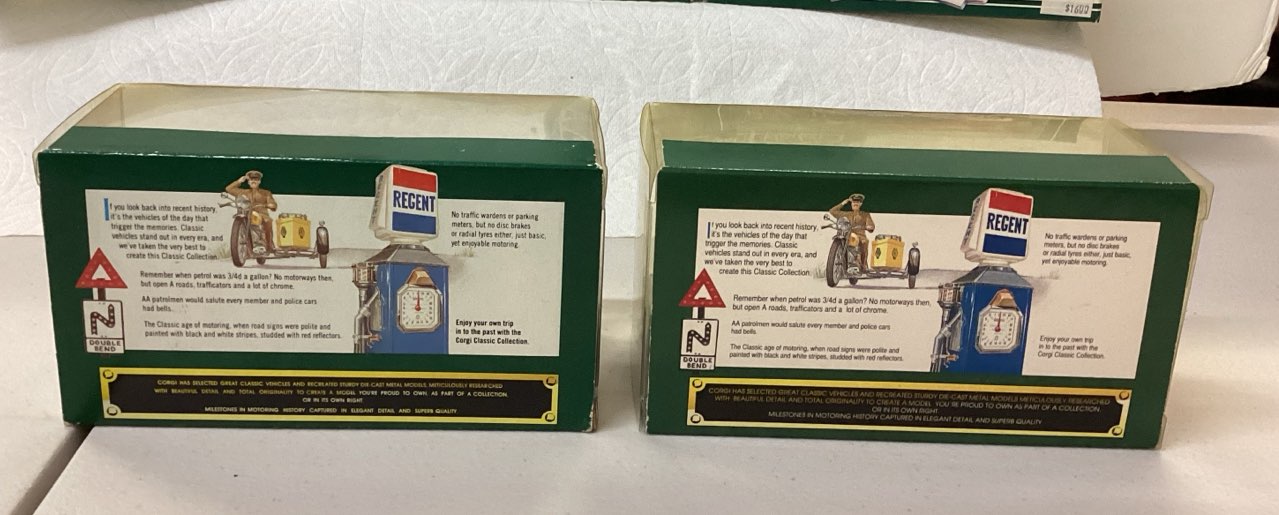 $16.00
If you look back into recent history,
it's the vehicles of the day that
trigger the memories. Classic
vehicles stand out in every era, and
we've taken the very best to
create this Classic Collection.
REGENT
No traffic wardens or parking
meters, but no disc brakes
or radial tyres either, just basic,
yet enjoyable motoring.
Remember when petrol was 3/4d a gallon? No motorways then,
but open A roads, trafficators and a lot of chrome.
AA patrolmen would salute every member and police cars
had bells.
The Classic age of motoring, when road signs were polite and
painted with black and white stripes, studded with red reflectors.
DOUBLE
BEND
Enjoy your own trip
in to the past with the
Corgi Classic Collection.
CORGI HAS SELECTED GREAT CLASSIC VEHICLES AND RECREATED STURDY DIE-CAST METAL MODELS, METICULOUSLY RESEARCHED
WITH BEAUTIFUL DETAIL AND TOTAL ORIGINALITY TO CREATE A MODEL YOU'RE PROUD TO OWN, AS PART OF A COLLECTION,
OR IN ITS OWN RIGHT
MILESTONES IN MOTORING HISTORY CAPTURED IN ELEGANT DETAIL AND SUPERB QUALITY
If you look back into recent history,
it's the vehicles of the day that
trigger the memories. Classic
vehicles stand out in every era, and
we've taken the very best to
create this Classic Collection.
REGENT
No traffic wardens or parking
meters, but no disc brakes
or radial tyres either, just basic,
yet enjoyable motoring.
Remember when petrol was 3/4d a gallon? No motorways then,
but open A roads, trafficators and a lot of chrome.
AA patrolmen would salute every member and police cars
had bells.
The Classic age of motoring, when road signs were polite and
painted with black and white stripes, studded with red reflectors.
DOUBLE
BEND
Enjoy your own trip
in to the past with the
Corgi Classic Collection.
CORGI HAS SELECTED GREAT CLASSIC VEHICLES AND RECREATED STURDY DIE-CAST METAL MODELS METICULOUSLY RESEARCHED
WITH BEAUTIFUL DETAIL AND TOTAL ORIGINALITY TO CREATE A MODEL YOU'RE PROUD TO OWN AS PART OF A COLLECTION,
OR IN ITS OWN RIGHT
MILESTONES IN MOTORING HISTORY CAPTURED IN ELEGANT DETAIL AND SUPERB QUALITY